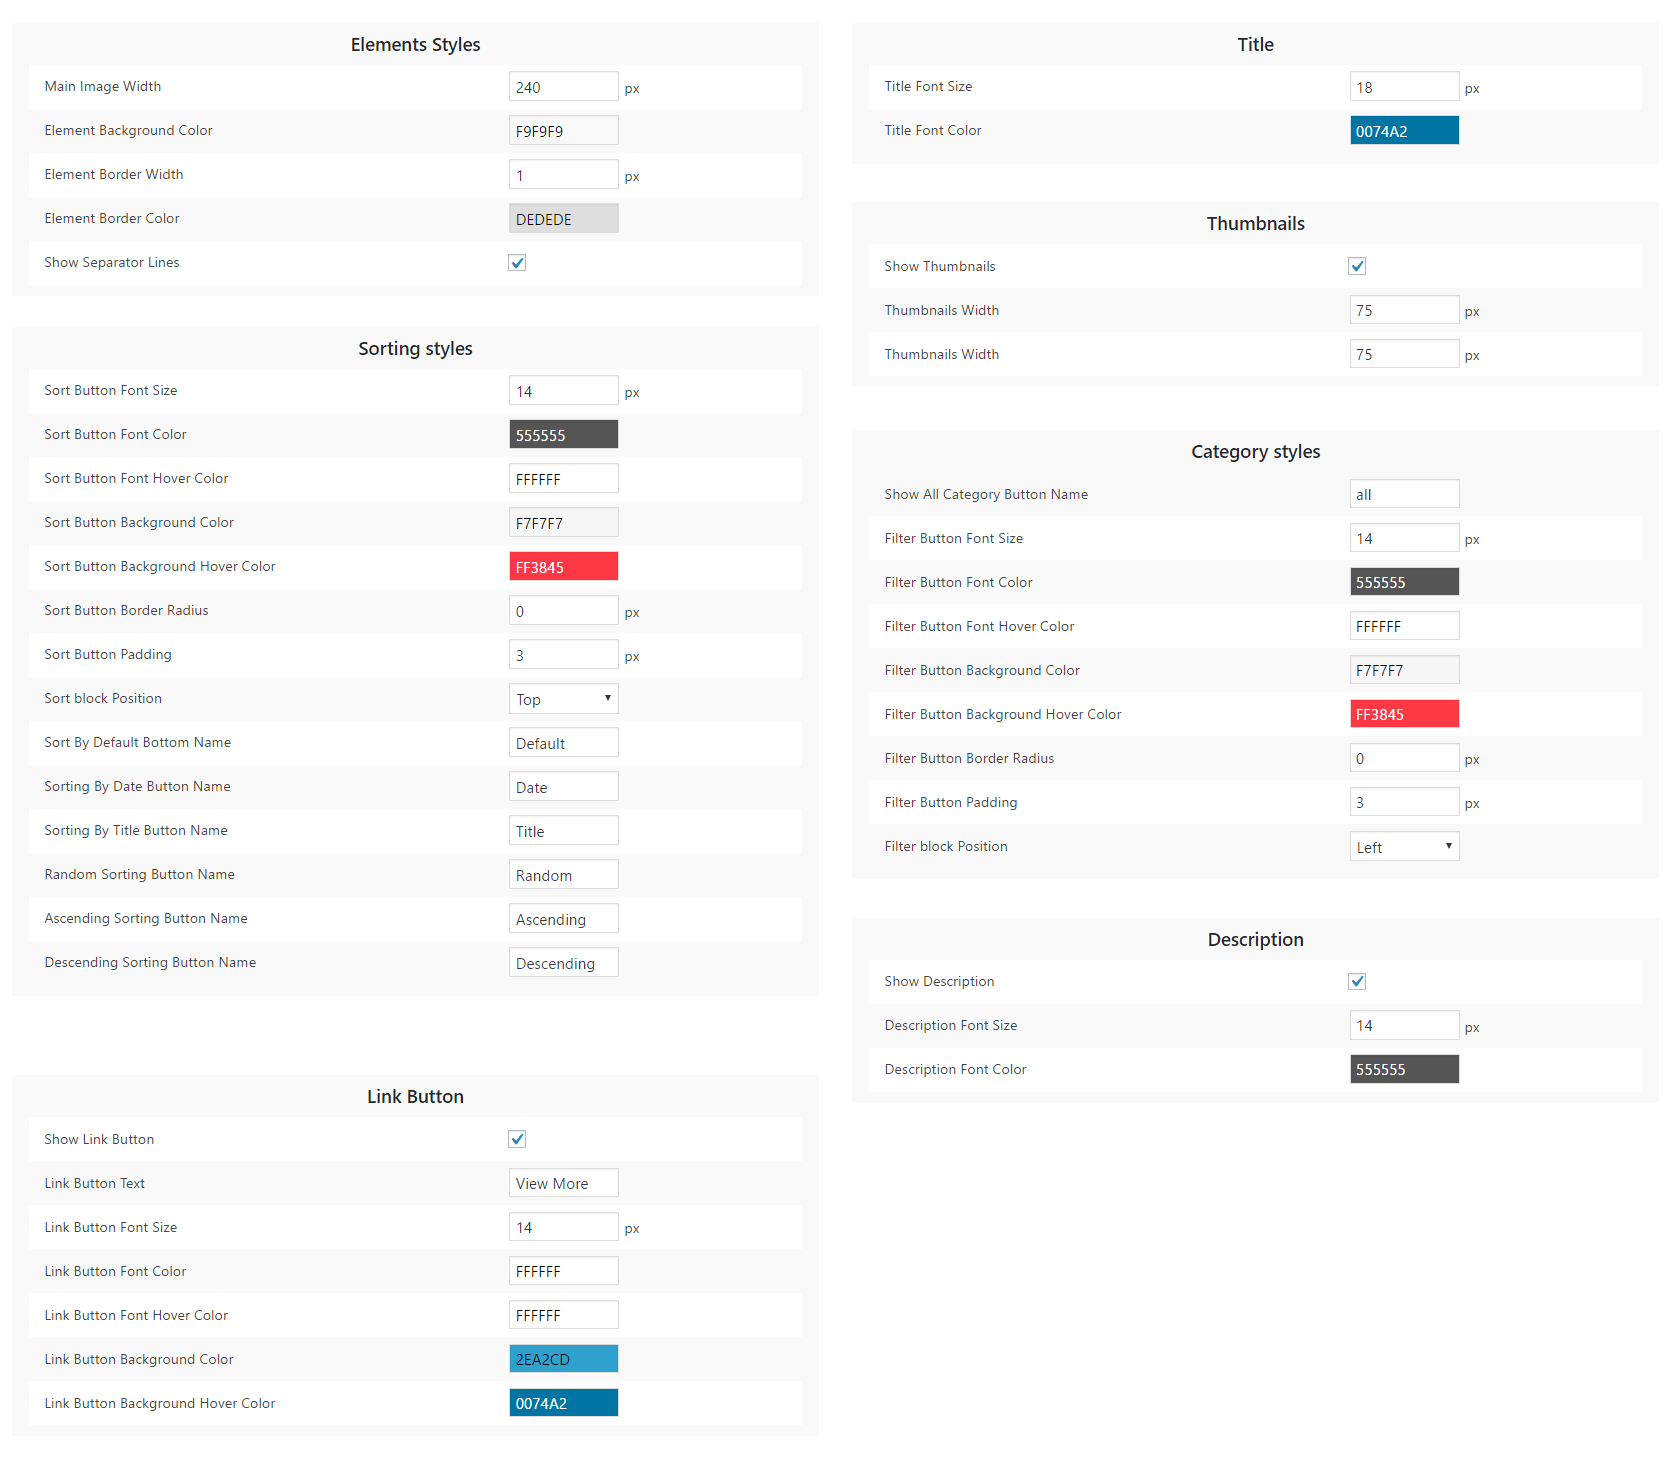 Elements Styles
Main Image Width 240 px
Element Background Color F9F9F9
Element Border Width 1 px
Element Border Color DEDEDE
Show Separator Lines
Sorting styles
Sort Button Font Size 14 px
Sort Button Font Color 555555
Sort Button Font Hover Color FFFFFF
Sort Button Background Color F7F7F7
Sort Button Background Hover Color FF3845
Sort Button Border Radius 0 px
Sort Button Padding 3 px
Sort block Position Top
Sort By Default Bottom Name Default
Sorting By Date Button Name Date
Sorting By Title Button Name Title
Random Sorting Button Name Random
Ascending Sorting Button Name Ascending
Descending Sorting Button Name Descending
Link Button
Show Link Button
Link Button Text View More
Link Button Font Size 14 px
Link Button Font Color FFFFFF
Link Button Font Hover Color FFFFFF
Link Button Background Color 2EA2CD
Link Button Background Hover Color 0074A2
Title
Title Font Size 18 px
Title Font Color 0074A2
Thumbnails
Show Thumbnails
Thumbnails Width 75 px
Thumbnails Width 75 px
Category styles
Show All Category Button Name all
Filter Button Font Size 14 px
Filter Button Font Color 555555
Filter Button Font Hover Color FFFFFF
Filter Button Background Color F7F7F7
Filter Button Background Hover Color FF3845
Filter Button Border Radius 0 px
Filter Button Padding 3 px
Filter block Position Left
Description
Show Description
Description Font Size 14 px
Description Font Color 555555